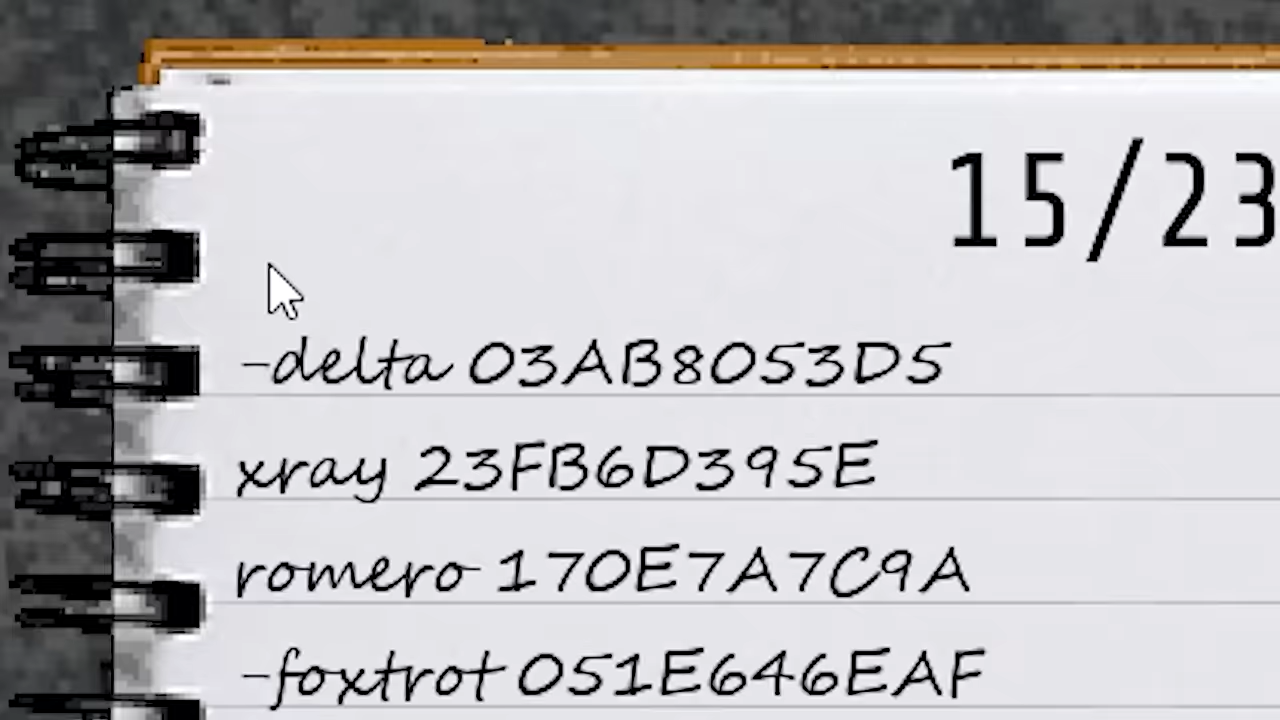 15/23
-delta 03AB8053D5
xray 23FB6D395E
romero 170E7A7C9A
-foxtrot 051E646EAF